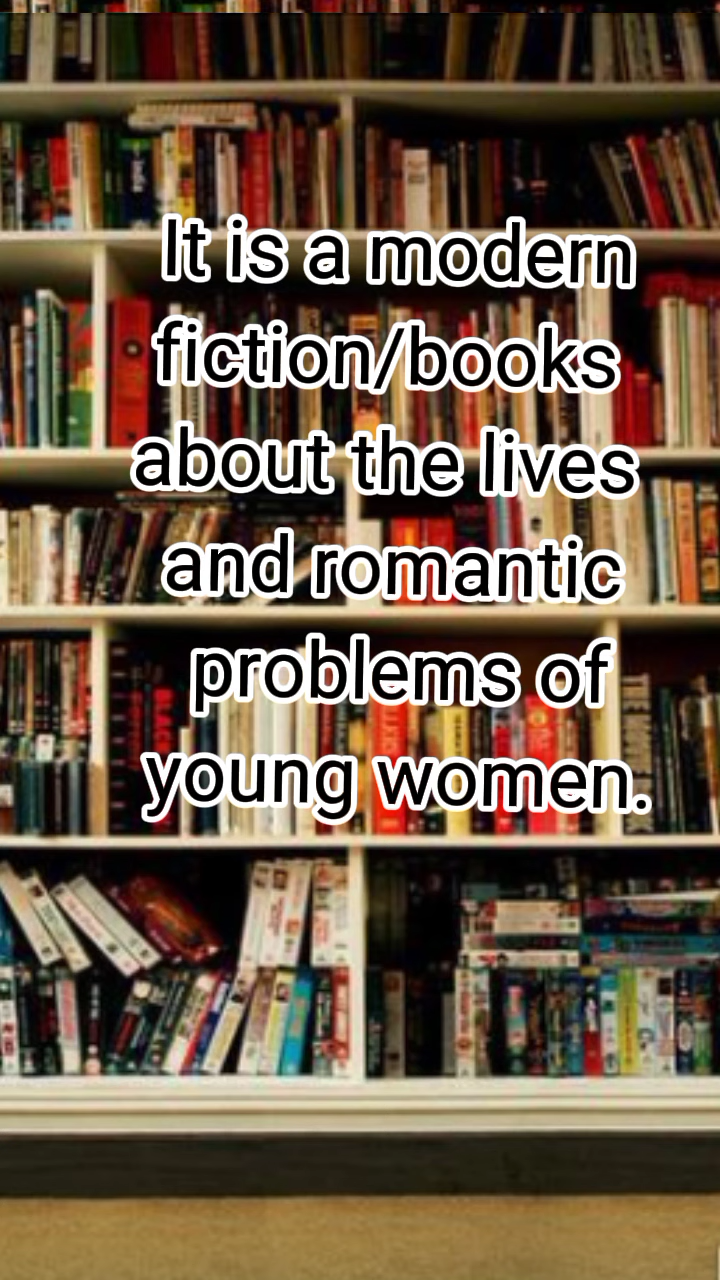 It is a modern
fiction/books
about the lives
and romantic
problems of
young women.